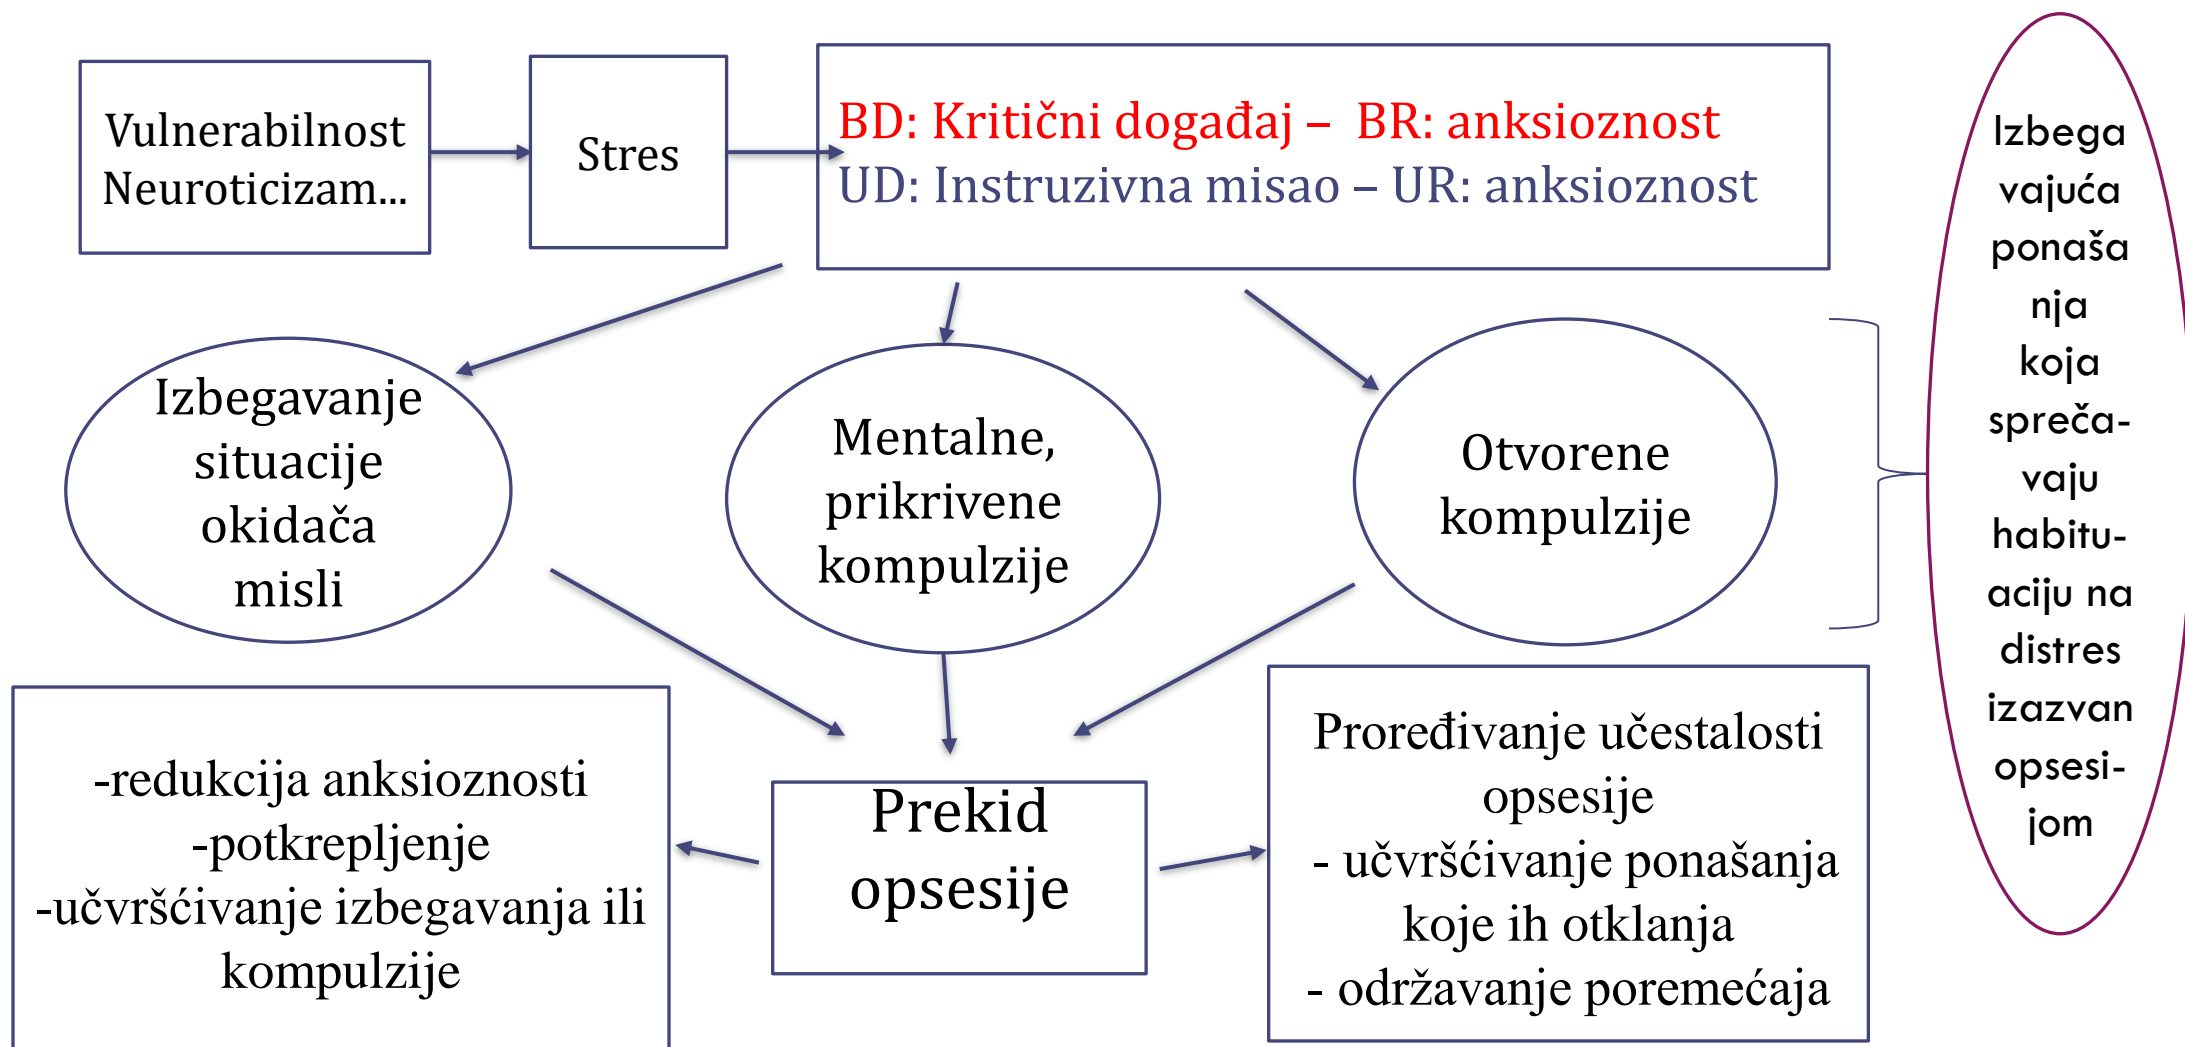 Vulnerabilnost
Neuroticizam...
Stres
BD: Kritični događaj – BR: anksioznost
UD: Instruzivna misao – UR: anksioznost
Izbegavanje
situacije
okidača
misli
Mentalne,
prikrivene
kompulzije
Otvorene
kompulzije
Izbega
vajuća
ponaša
nja
koja
spreča-
vaju
habitu-
aciju na
distres
izazvan
opsesi-
jom
-redukcija anksioznosti
-potkrepljenje
-učvršćivanje izbegavanja ili
kompulzije
Prekid
opsesije
Proređivanje učestalosti
opsesije
- učvršćivanje ponašanja
koje ih otklanja
- održavanje poremećaja